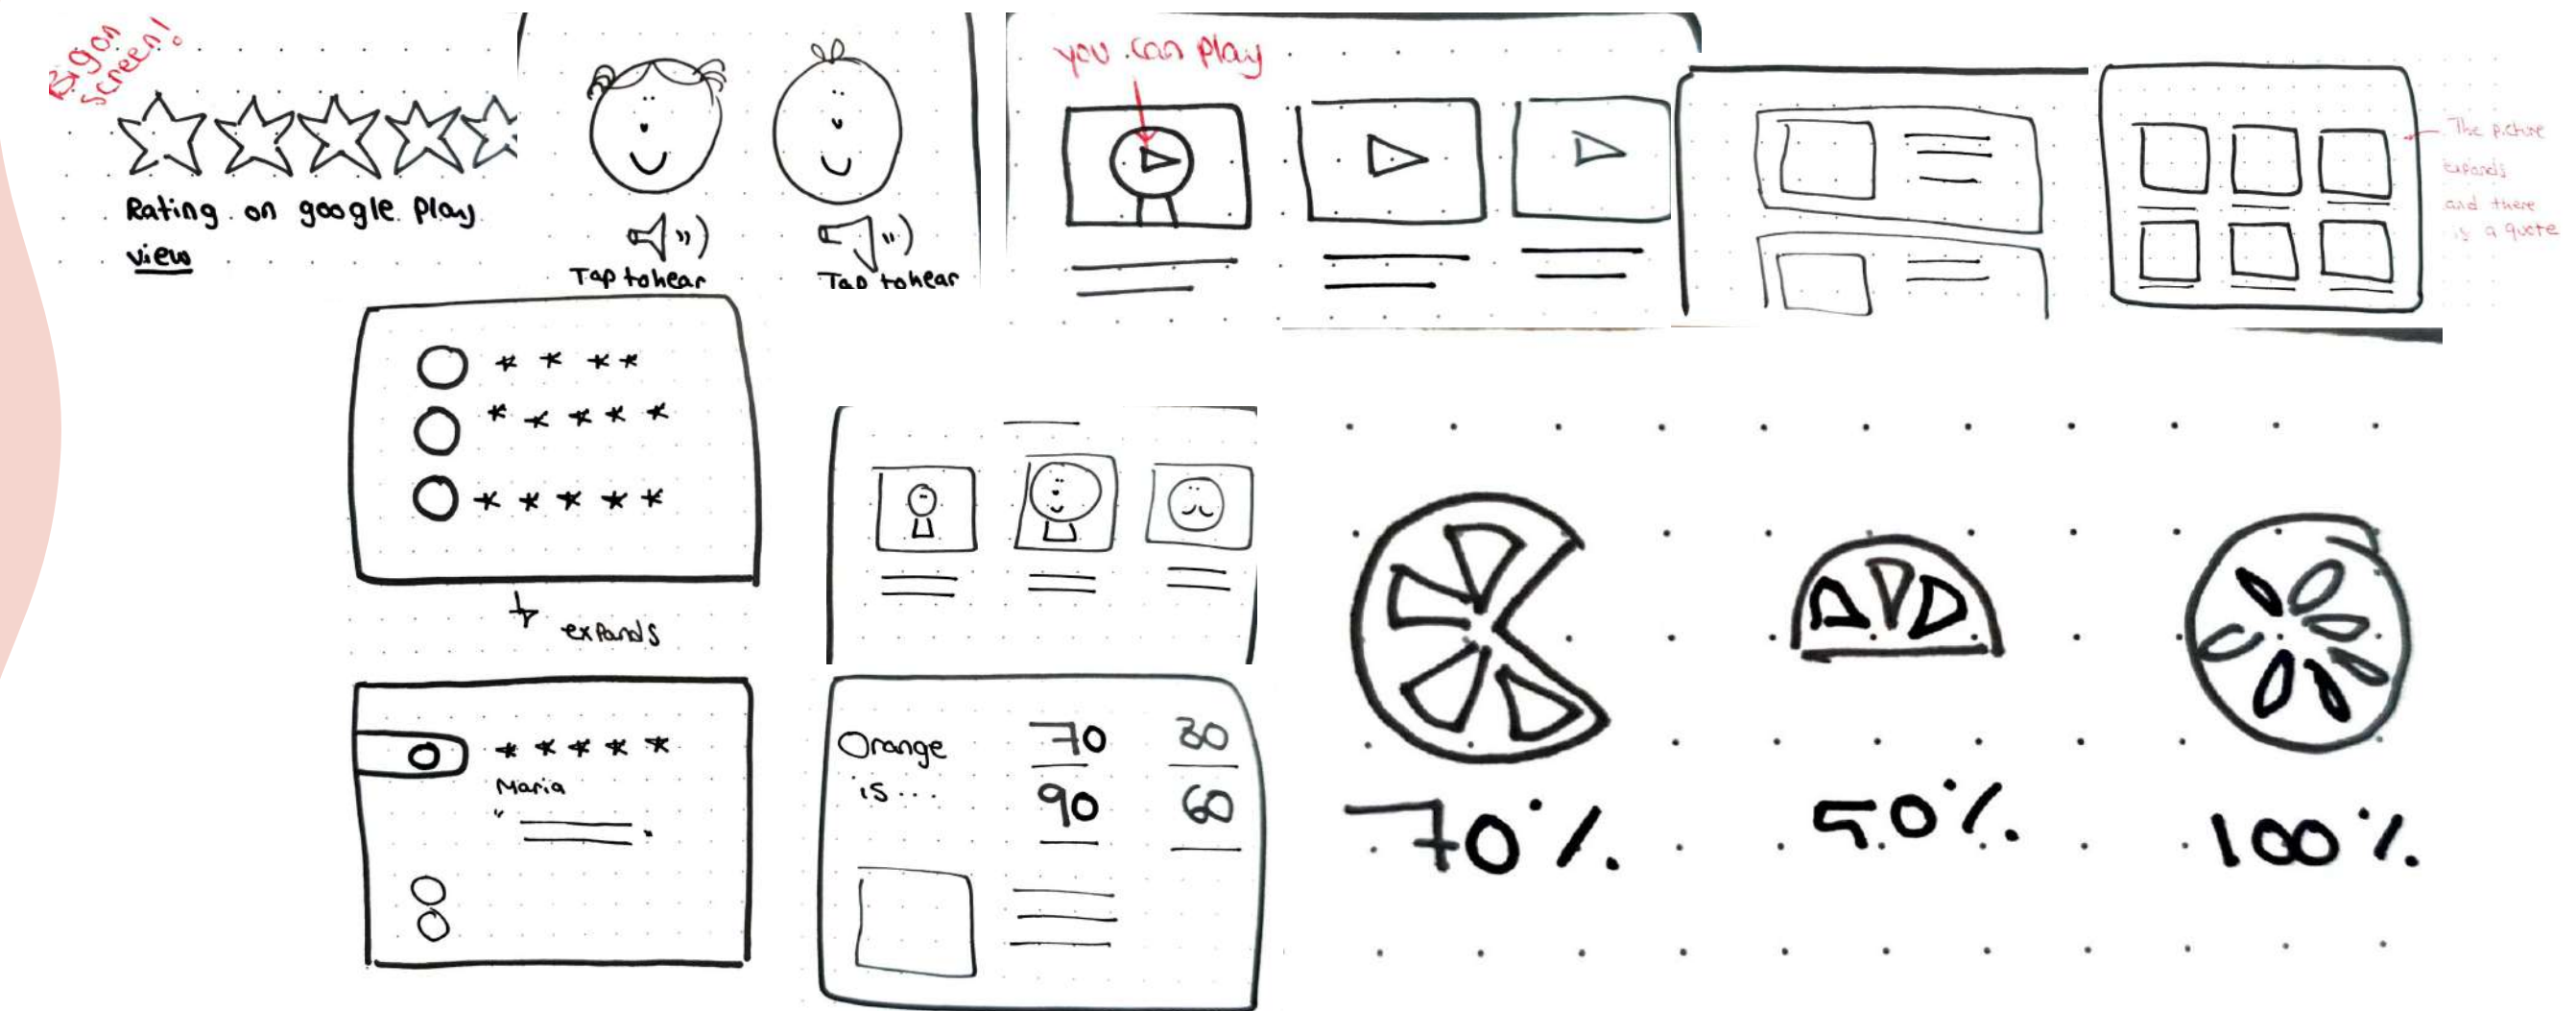 Big on
screen!
Rating on google play
view
Tap to hear
Tap to hear
you can play
The picture
expands
and there
is a quote
expands
Maria
"
"
Orange
is...
70 30
90 60
70%.
50%.
100%.